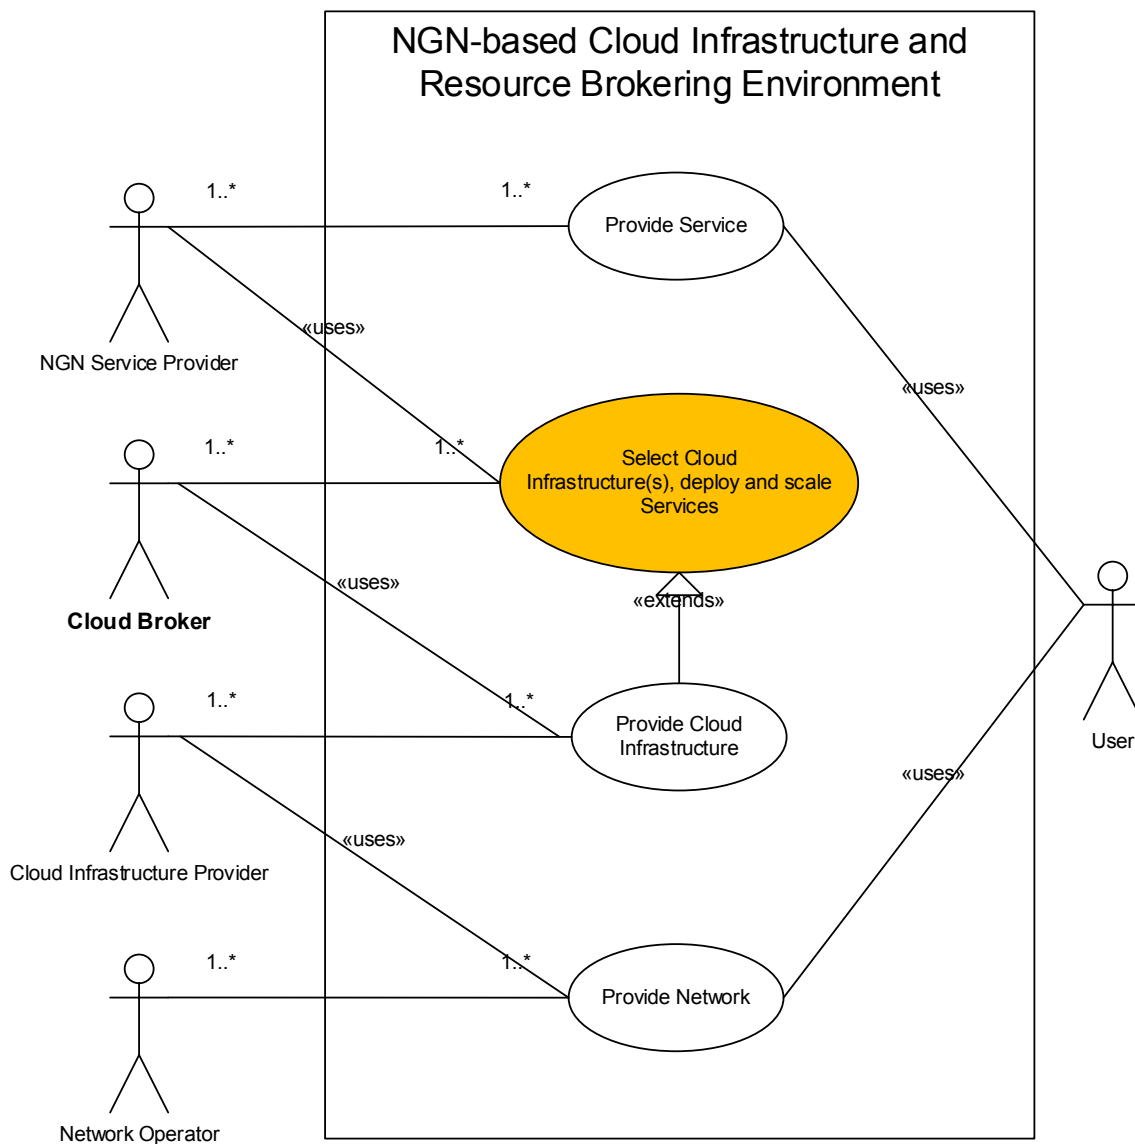 NGN-based Cloud Infrastructure and
Resource Brokering Environment
1..*
1..*
Provide Service
«uses»
NGN Service Provider
«uses»
1..*
1..*
Select Cloud
Infrastructure(s), deploy and scale
Services
«uses»
«extends»
Cloud Broker
1..*
1..*
Provide Cloud
Infrastructure
User
«uses»
«uses»
Cloud Infrastructure Provider
1..*
1..*
Provide Network
Network Operator